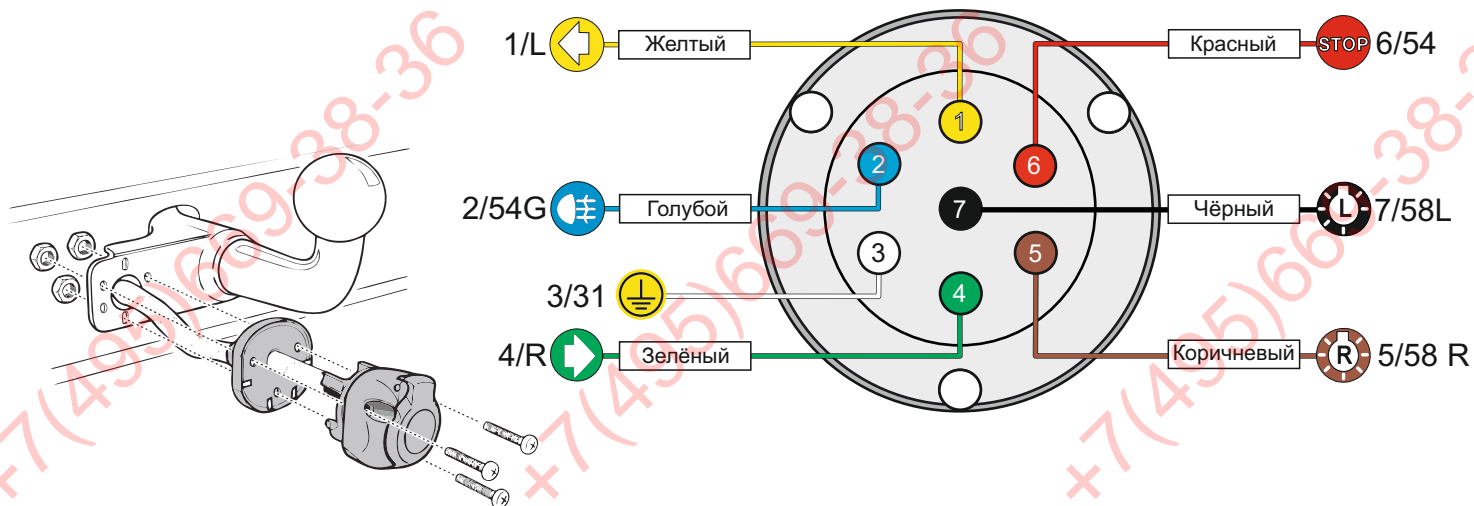 1/L Желтый
Красный STOP 6/54
1
2
6
2/54G Голубой
7
Чёрный L 7/58L
3
5
3/31
4
4/R Зелёный
Коричневый R 5/58 R
+7(495)669-38-36
+7(495)669-38-36
+7(495)669-38-